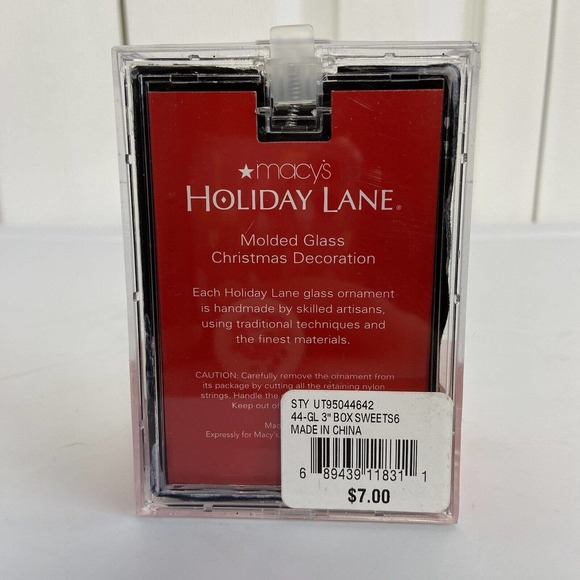 ★macy's
HOLIDAY LANE®
Molded Glass
Christmas Decoration
Each Holiday Lane glass ornament
is handmade by skilled artisans,
using traditional techniques and
the finest materials.
CAUTION: Carefully remove the ornament from
its package by cutting all the retaining nylon
strings. Handle the
Keep out of
Expressly for Macy's
STY UT95044642
44-GL 3" BOX SWEETS6
MADE IN CHINA
6 89439 11831 1
$7.00